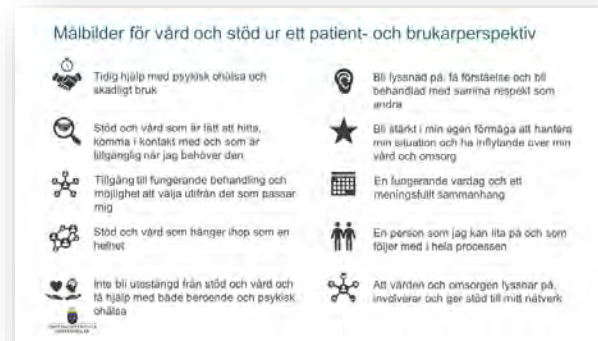 Målbilder för vård och stöd ur ett patient- och brukarperspektiv
Tidig hjälp med psykisk ohälsa och
skadligt bruk
Stöd och vård som är lätt att hitta,
komma i kontakt med och som är
tillgänglig när jag behöver den
Tillgång till fungerande behandling och
möjlighet att välja utifrån det som passar
mig
Stöd och vård som hänger ihop som en
helhet
Inte bli utestängd från stöd och vård och
få hjälp med både beroende och psykisk
ohälsa
Bli lyssnad på, få förståelse och bli
behandlad med samma respekt som
andra
Bli stärkt i min egen förmåga att hantera
min situation och ha inflytande över min
vård och omsorg
En fungerande vardag och ett
meningsfullt sammanhang
En person som jag kan lita på och som
följer med i hela processen
Att vården och omsorgen lyssnar på,
involverar och ger stöd till mitt nätverk